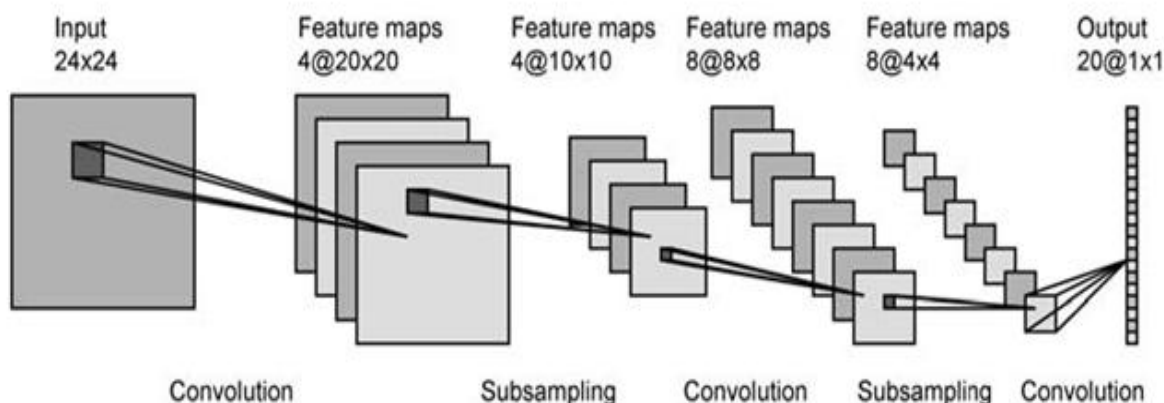 Input
24x24
Feature maps
4@20x20
Feature maps
4@10x10
Feature maps
8@8x8
Feature maps
8@4x4
Output
20@1x1
Convolution
Subsampling
Convolution
Subsampling
Convolution